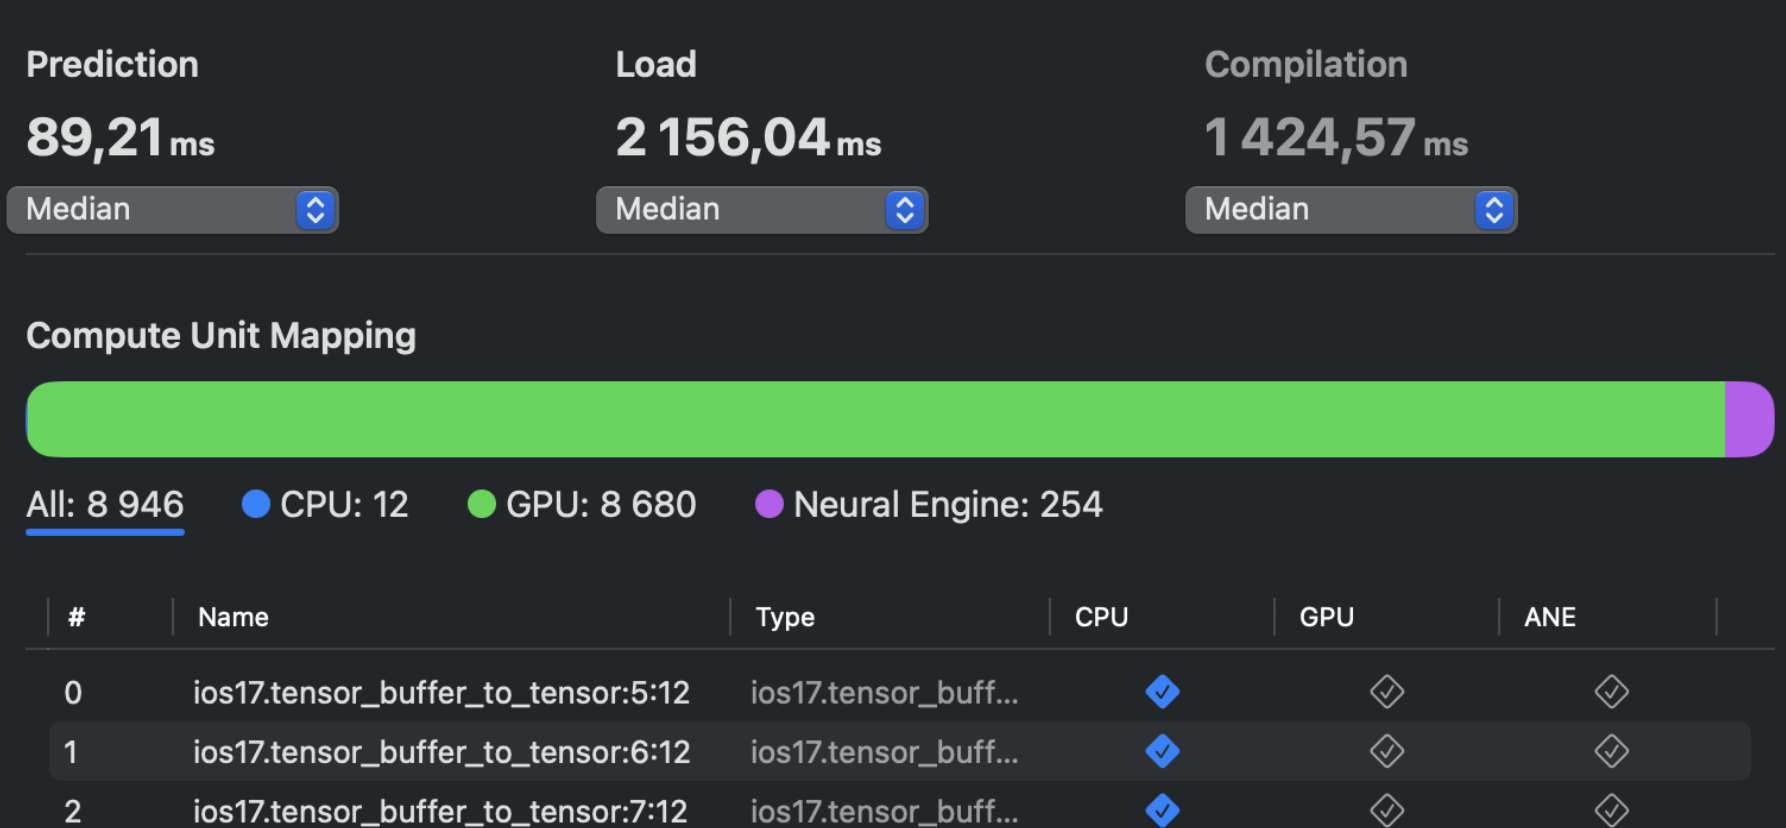 Prediction Load Compilation
89,21 ms 2 156,04 ms 1 424,57 ms
Median Median Median
Compute Unit Mapping
All: 8 946 CPU: 12 GPU: 8 680 Neural Engine: 254
# Name Type CPU GPU ANE
0 ios17.tensor_buffer_to_tensor:5:12 ios17.tensor_buff...
1 ios17.tensor_buffer_to_tensor:6:12 ios17.tensor_buff...
2 ios17.tensor_buffer_to_tensor:7:12 ios17.tensor_buff...